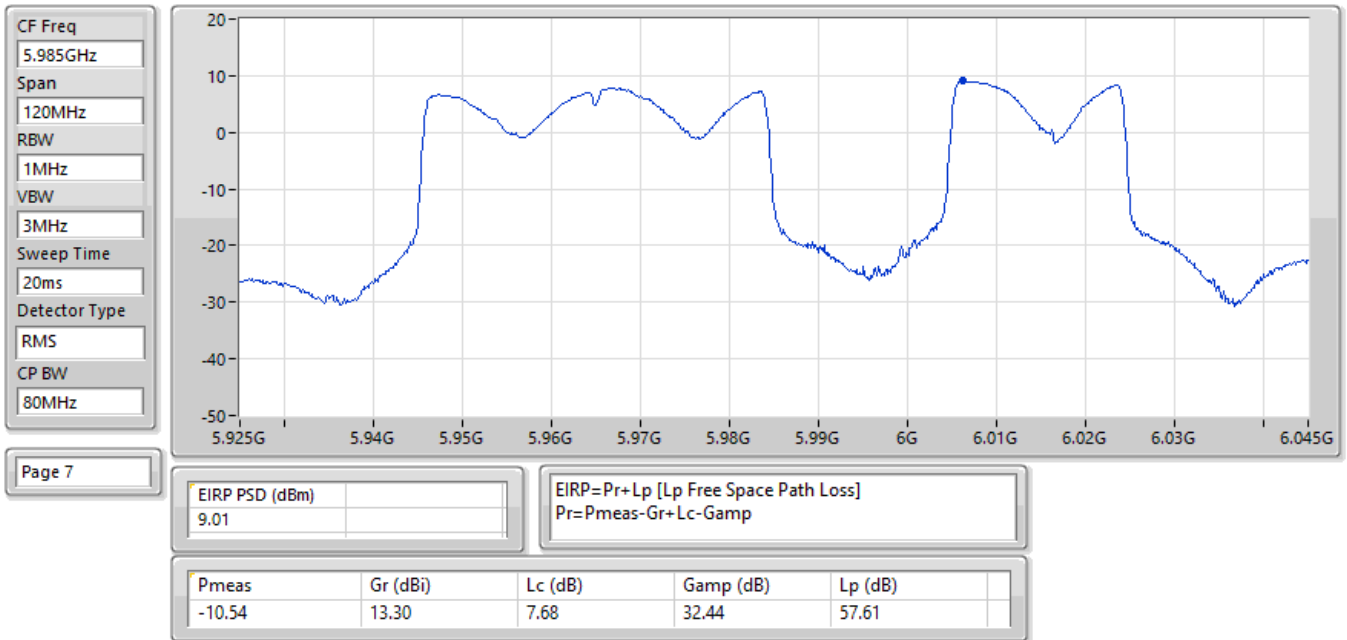 CF Freq
5.985GHz
Span
120MHz
RBW
1MHz
VBW
3MHz
Sweep Time
20ms
Detector Type
RMS
CP BW
80MHz
Page 7
20
10
0
-10
-20
-30
-40
-50
5.925G 5.94G 5.95G 5.96G 5.97G 5.98G 5.99G 6G 6.01G 6.02G 6.03G 6.045G
EIRP PSD (dBm)
9.01
EIRP=Pr+Lp [Lp Free Space Path Loss]
Pr=Pmeas-Gr+Lc-Gamp
Pmeas Gr (dBi) Lc (dB) Gamp (dB) Lp (dB)
-10.54 13.30 7.68 32.44 57.61